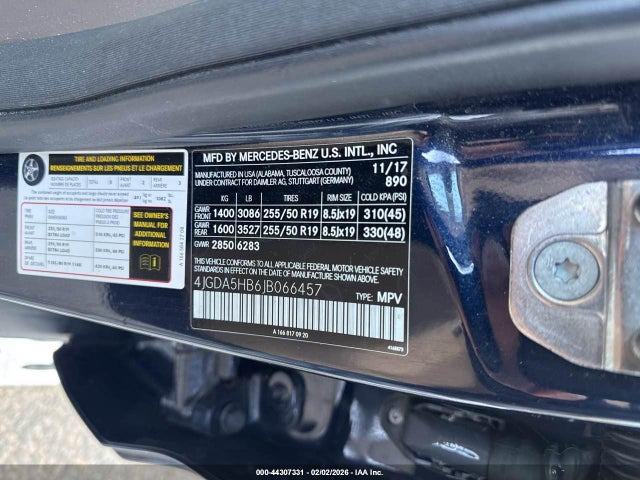 TIRE AND LOADING INFORMATION
RENSEIGNEMENTS SUR LES PNEUS ET LE CHARGEMENT
SEE OWNER'S
MANUAL FOR
ADDITIONAL
INFORMATION
MFD BY MERCEDES-BENZ U.S. INTL., INC
MANUFACTURED IN USA (ALABAMA, TUSCALOOSA COUNTY) 11/17
UNDER CONTRACT FOR DAIMLER AG, STUTTGART (GERMANY) 890
KG LB TIRES RIM SIZE COLD KPA (PSI)
GAWR FRONT 1400 3086 255/50 R19 8.5Jx19 310(45)
GAWR REAR 1600 3527 255/50 R19 8.5Jx19 330(48)
GVWR 2850 6283
THIS VEHICLE CONFORMS TO ALL APPLICABLE FEDERAL MOTOR VEHICLE
SAFETY STANDARDS IN EFFECT ON THE DATE OF MANUFACTURE SHOWN ABOVE.
4JGDA5HB6JB066457 TYPE: MPV
A 166 817 09 20
000-44307331 - 02/02/2026 - IAA Inc.